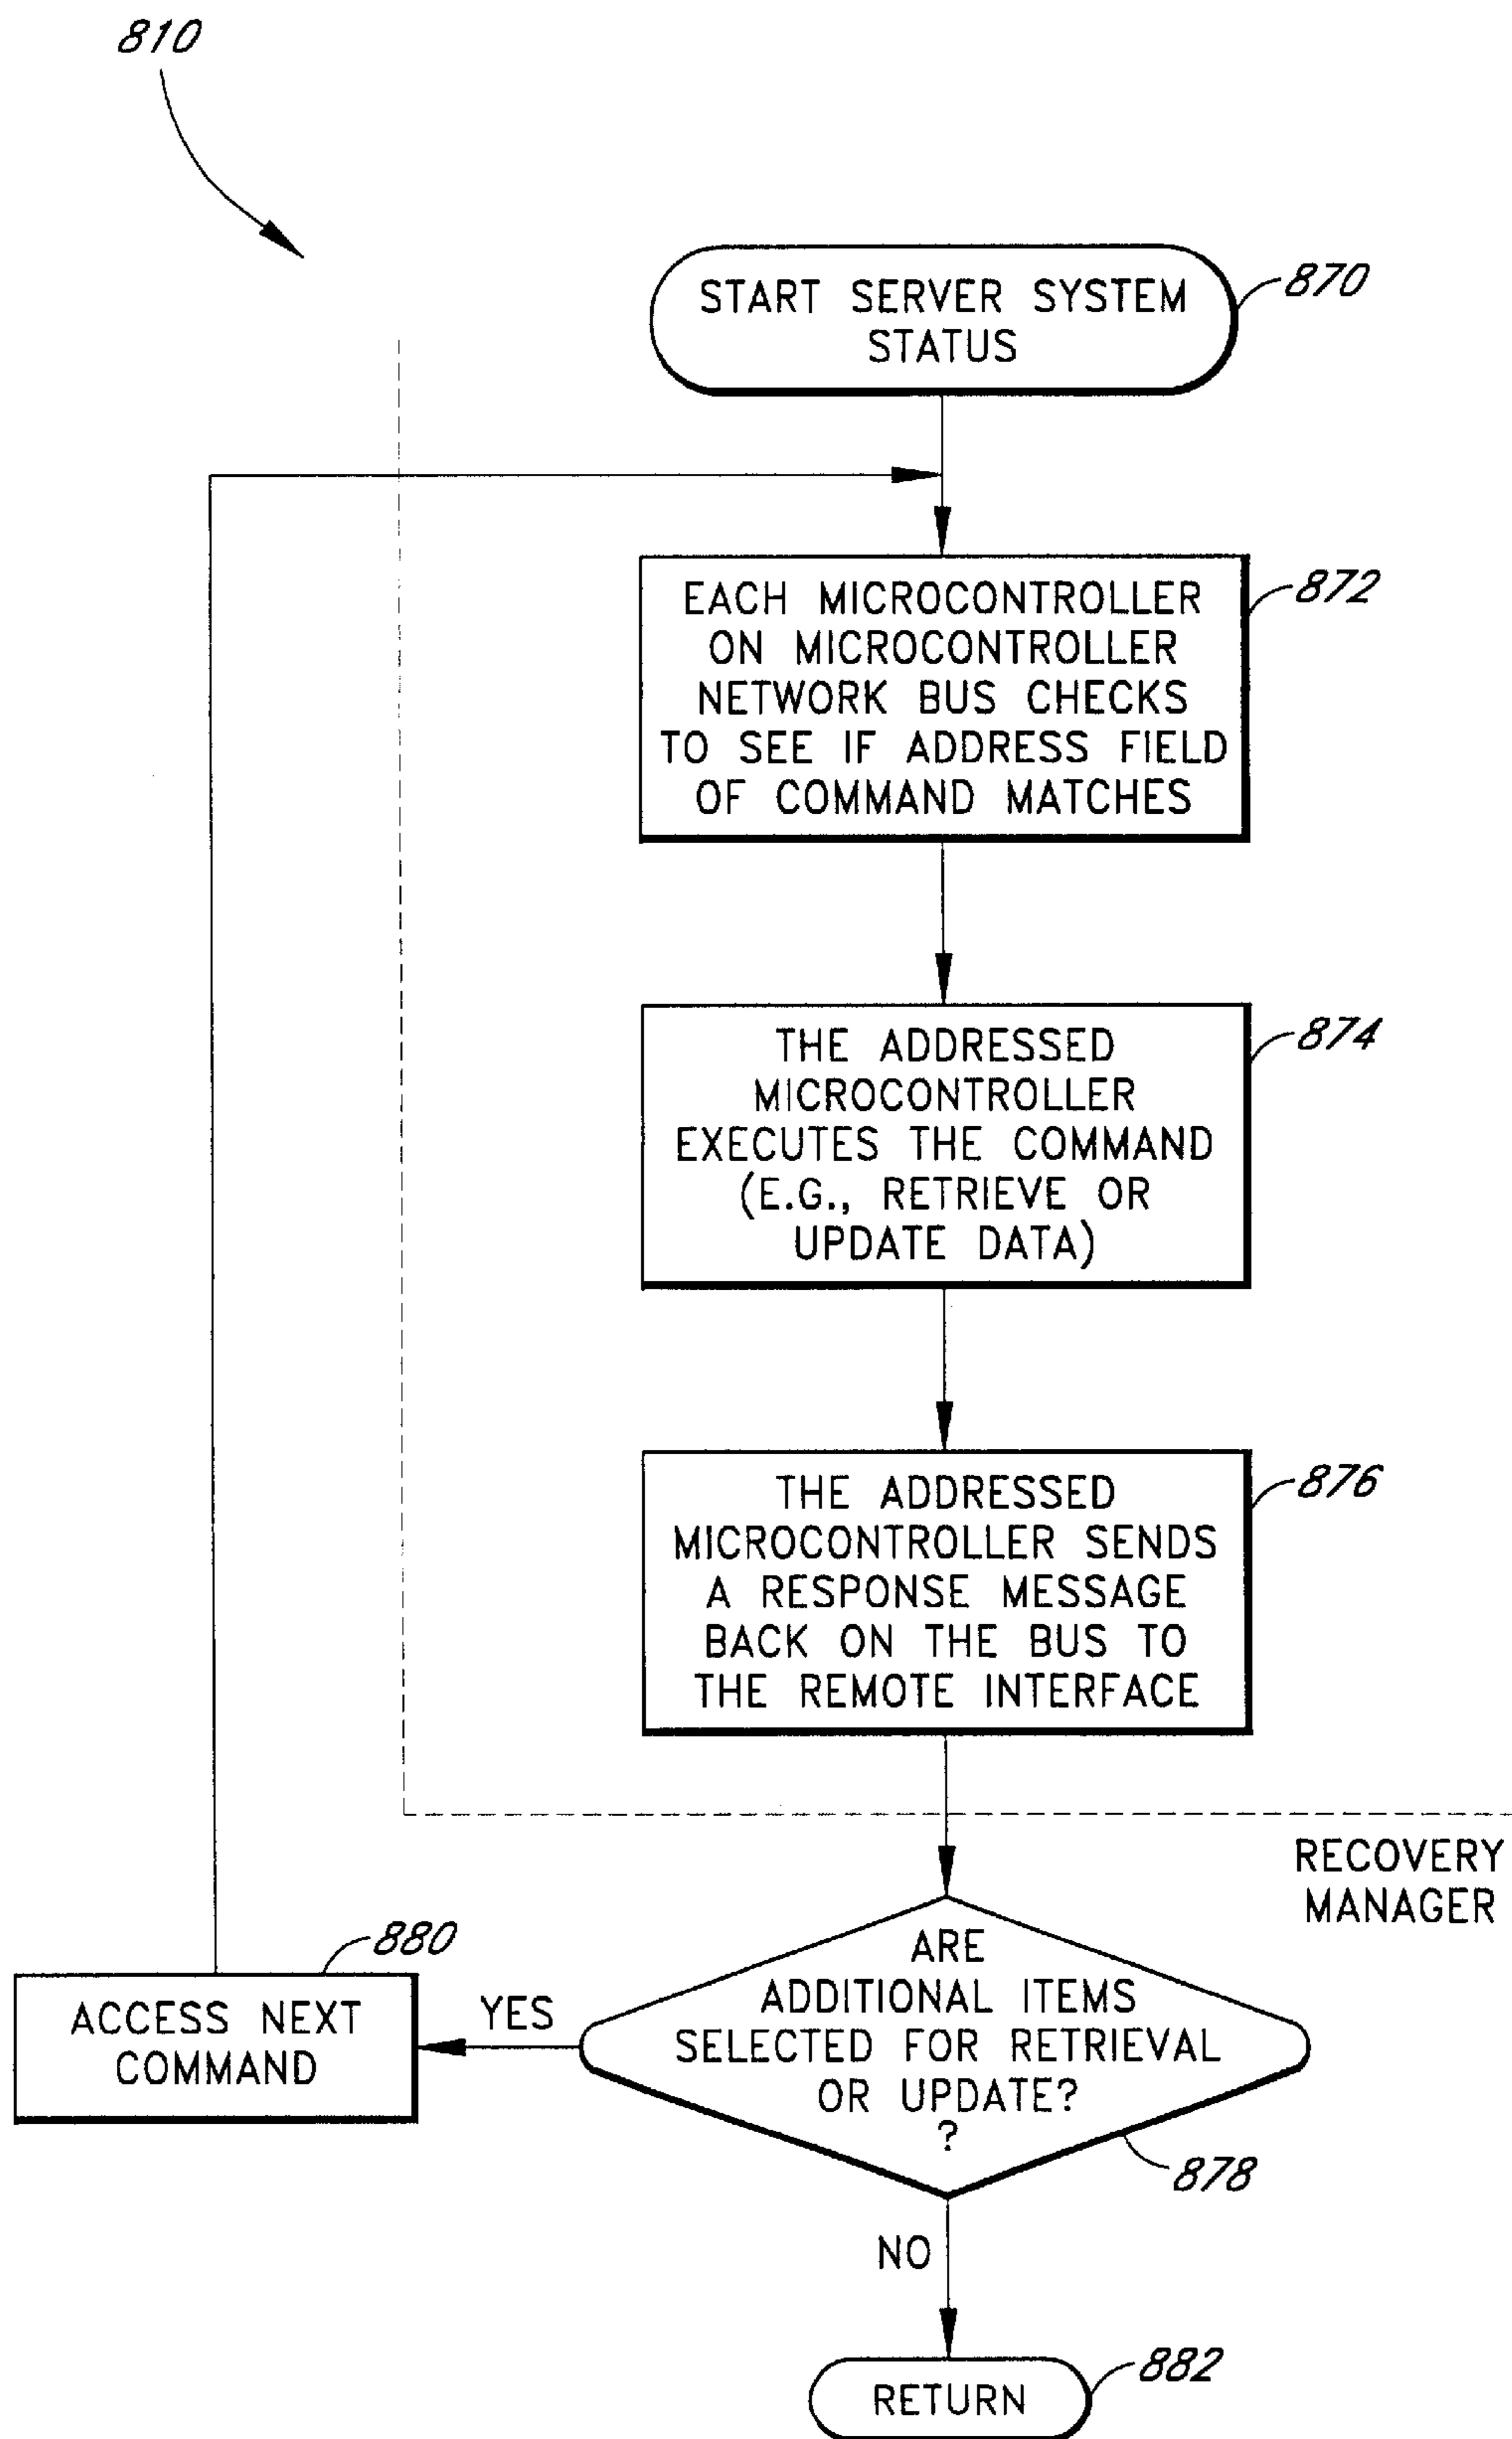 810
START SERVER SYSTEM
STATUS
870
EACH MICROCONTROLLER
ON MICROCONTROLLER
NETWORK BUS CHECKS
TO SEE IF ADDRESS FIELD
OF COMMAND MATCHES
872
THE ADDRESSED
MICROCONTROLLER
EXECUTES THE COMMAND
(E.G., RETRIEVE OR
UPDATE DATA)
874
THE ADDRESSED
MICROCONTROLLER SENDS
A RESPONSE MESSAGE
BACK ON THE BUS TO
THE REMOTE INTERFACE
876
RECOVERY
MANAGER
ARE
ADDITIONAL ITEMS
SELECTED FOR RETRIEVAL
OR UPDATE?
?
878
YES
880
ACCESS NEXT
COMMAND
NO
RETURN
882